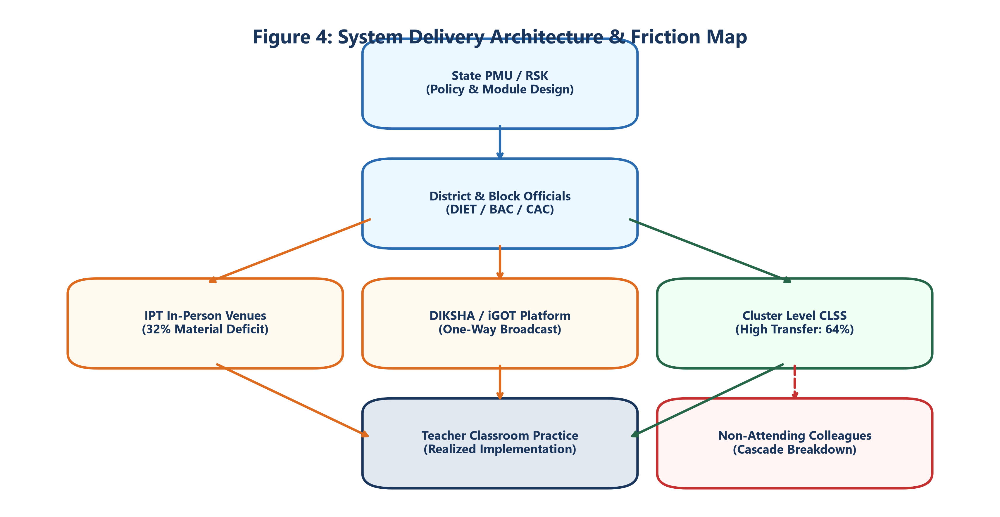 Figure 4: System Delivery Architecture & Friction Map
State PMU / RSK
(Policy & Module Design)
District & Block Officials
(DIET / BAC / CAC)
IPT In-Person Venues
(32% Material Deficit)
DIKSHA / iGOT Platform
(One-Way Broadcast)
Cluster Level CLSS
(High Transfer: 64%)
Teacher Classroom Practice
(Realized Implementation)
Non-Attending Colleagues
(Cascade Breakdown)